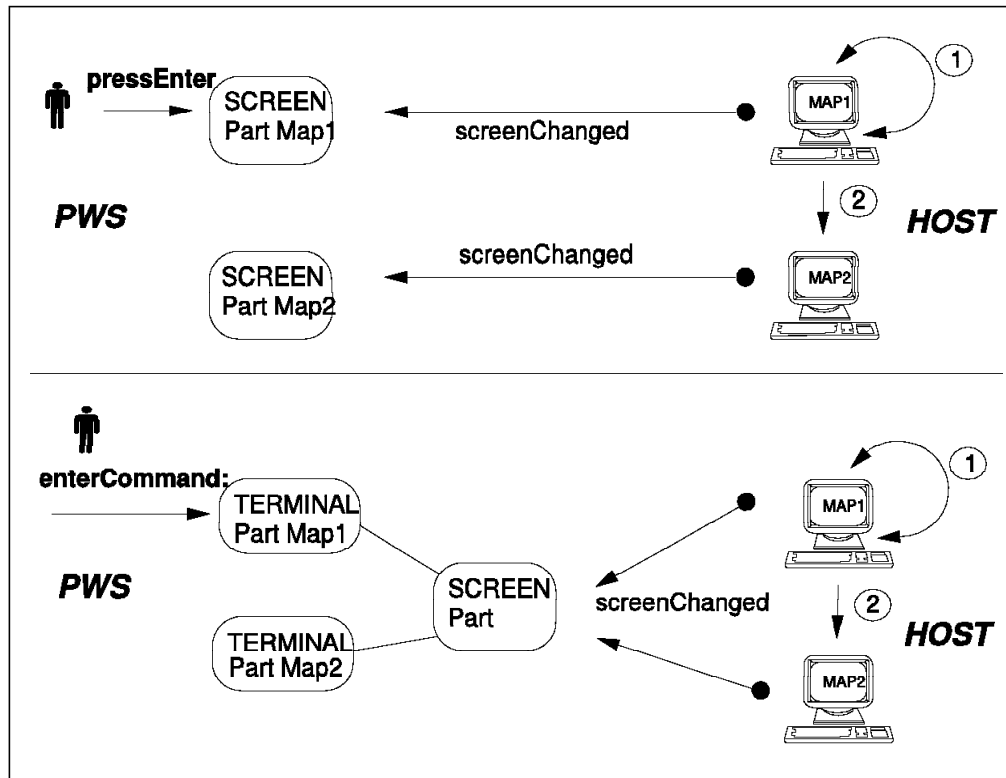 pressEnter
SCREEN
Part Map1
screenChanged
MAP1
1
2
PWS
HOST
SCREEN
Part Map2
screenChanged
MAP2
enterCommand:
TERMINAL
Part Map1
PWS
TERMINAL
Part Map2
SCREEN
Part
screenChanged
MAP1
1
2
HOST
MAP2